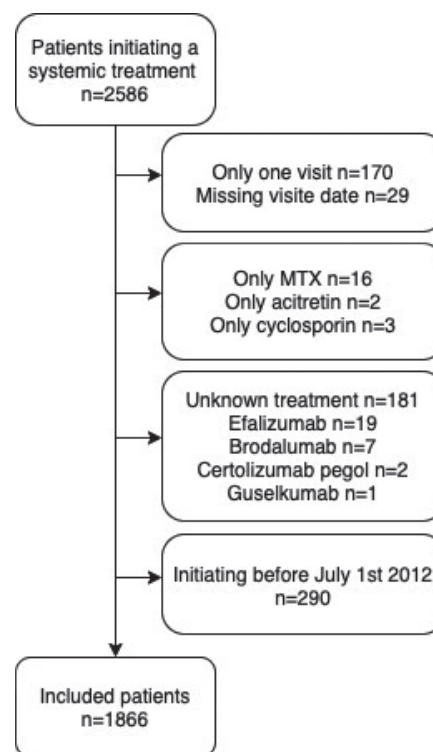 Patients initiating a
systemic treatment
n=2586
Only one visit n=170
Missing visite date n=29
Only MTX n=16
Only acitretin n=2
Only cyclosporin n=3
Unknown treatment n=181
Efalizumab n=19
Brodalumab n=7
Certolizumab pegol n=2
Guselkumab n=1
Initiating before July 1st 2012
n=290
Included patients
n=1866